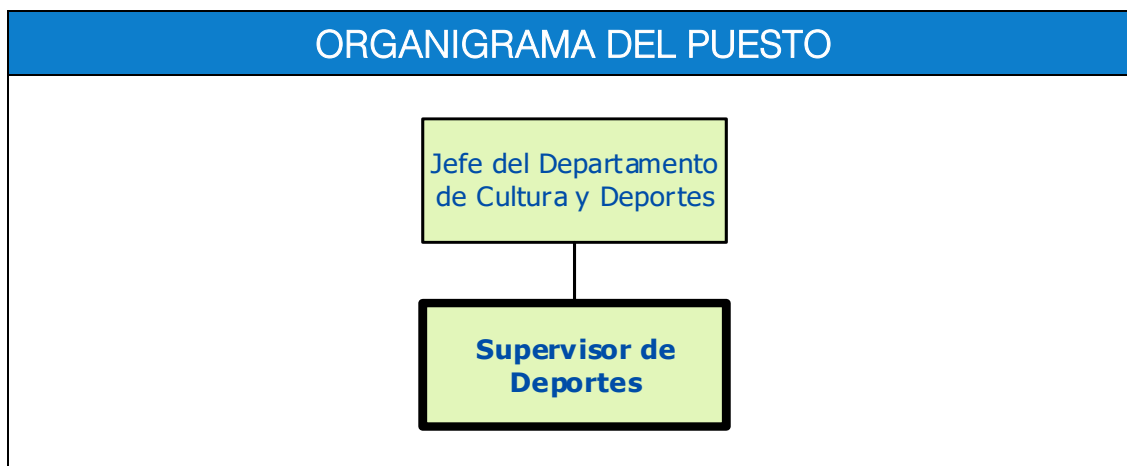 ORGANIGRAMA DEL PUESTO
Jefe del Departamento
de Cultura y Deportes
Supervisor de
Deportes